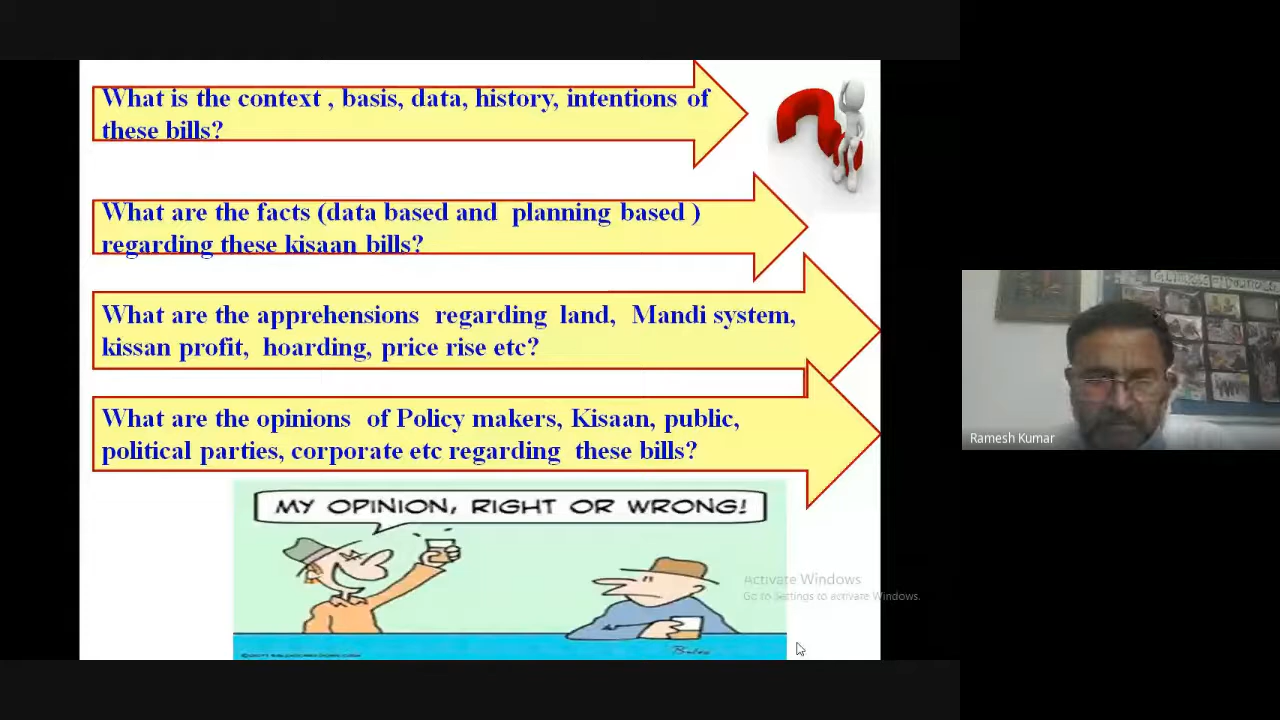 What is the context , basis, data, history, intentions of
these bills?
What are the facts (data based and planning based )
regarding these kisaan bills?
What are the apprehensions regarding land, Mandi system,
kissan profit, hoarding, price rise etc?
What are the opinions of Policy makers, Kisaan, public,
political parties, corporate etc regarding these bills?
MY OPINION, RIGHT OR WRONG!
Activate Windows
Go to Settings to activate Windows.
Ramesh Kumar